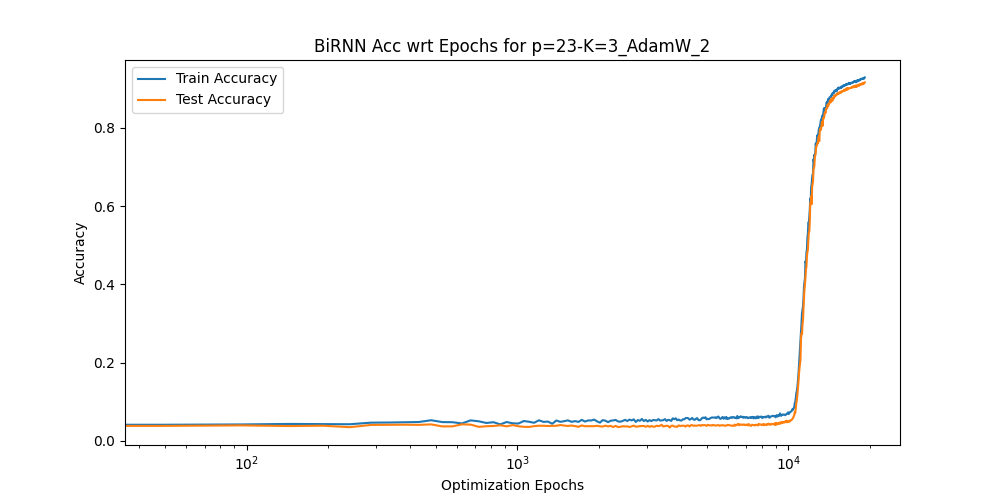 BiRNN Acc wrt Epochs for p=23-K=3_AdamW_2
Train Accuracy
Test Accuracy
Accuracy
0.8
0.6
0.4
0.2
0.0
10²
10³
10⁴
Optimization Epochs